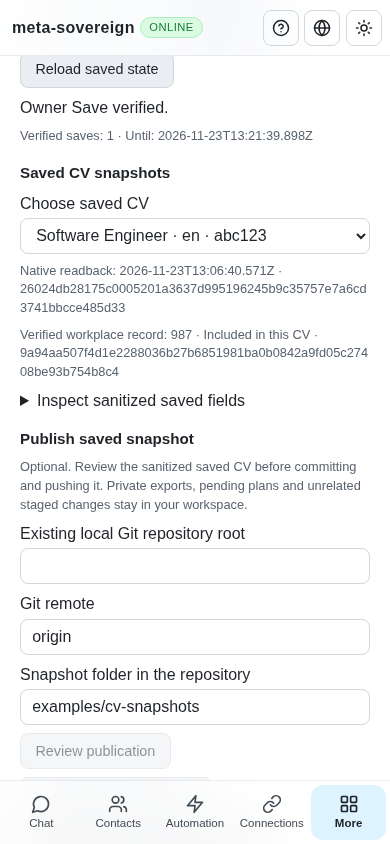 meta-sovereign ONLINE
Reload saved state
Owner Save verified.
Verified saves: 1 · Until: 2026-11-23T13:21:39.898Z
Saved CV snapshots
Choose saved CV
Software Engineer · en · abc123
Native readback: 2026-11-23T13:06:40.571Z ·
26024db28175c0005201a3637d995196245b9c35757e7a6cd
3741bbcce485d33
Verified workplace record: 987 · Included in this CV ·
9a94aa507f4d1e2288036b27b6851981ba0b0842a9fd05c274
08be93b754b8c4
Inspect sanitized saved fields
Publish saved snapshot
Optional. Review the sanitized saved CV before committing
and pushing it. Private exports, pending plans and unrelated
staged changes stay in your workspace.
Existing local Git repository root
Git remote
origin
Snapshot folder in the repository
examples/cv-snapshots
Review publication
Chat Contacts Automation Connections More